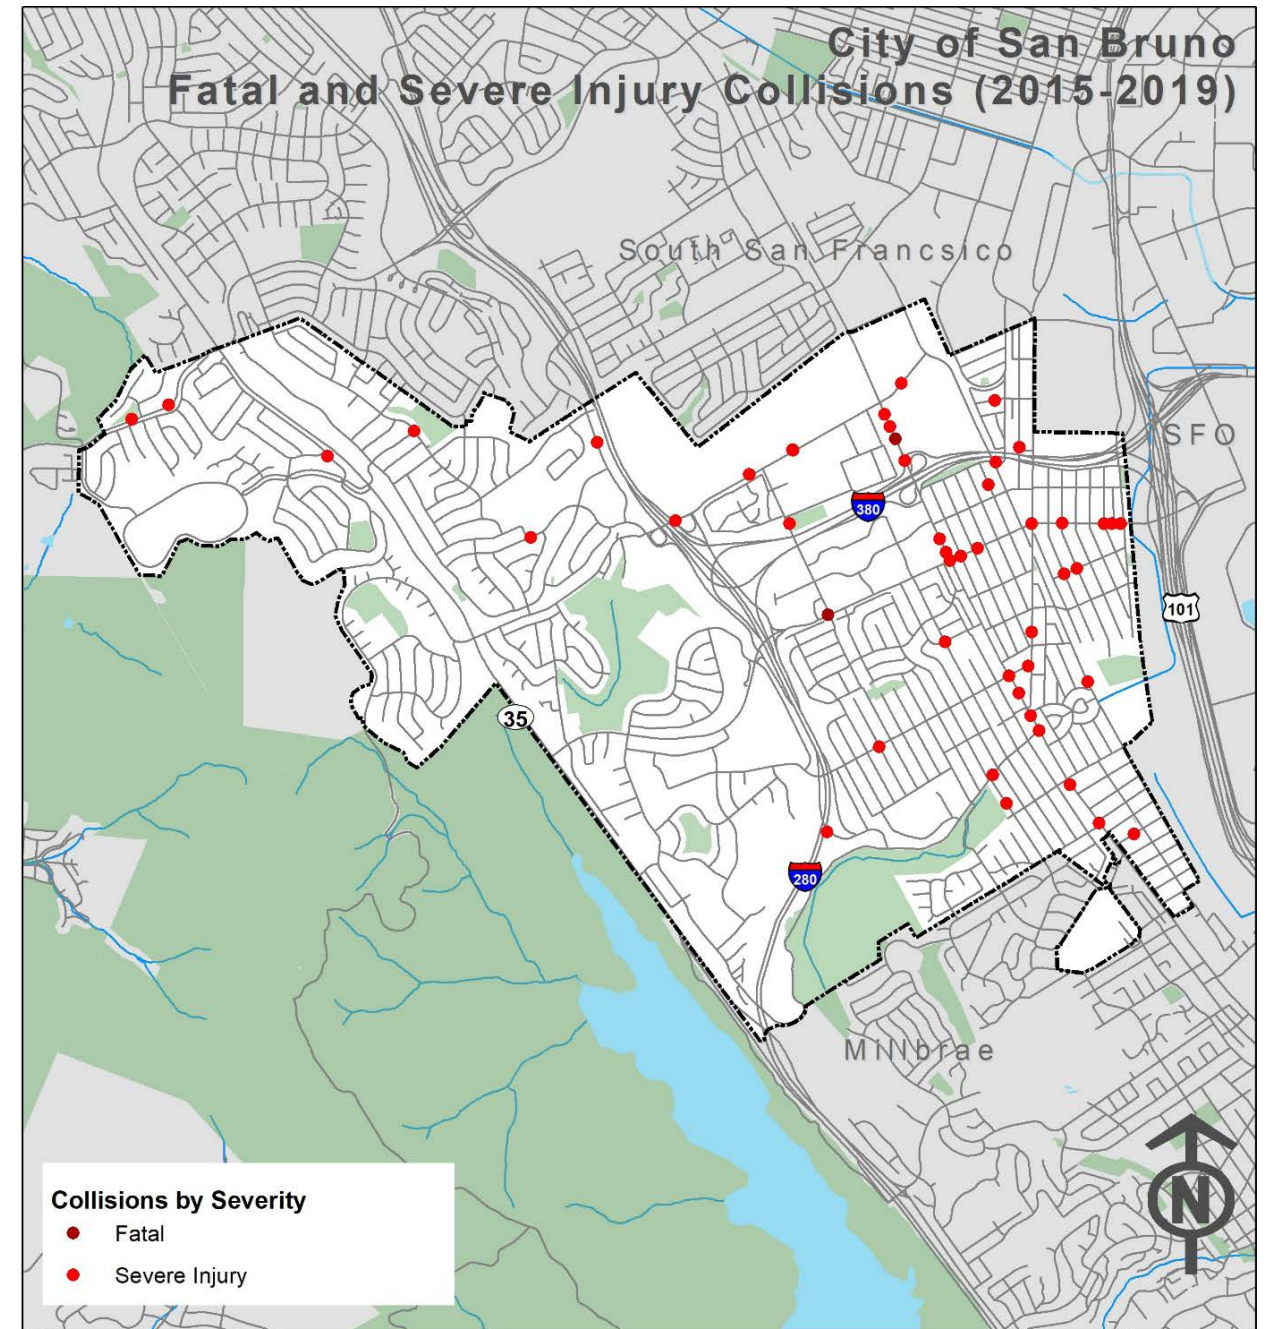 City of San Bruno
Fatal and Severe Injury Collisions (2015-2019)
South San Francsico
SFO
380
101
35
280
Millbrae
Collisions by Severity
Fatal
Severe Injury
N